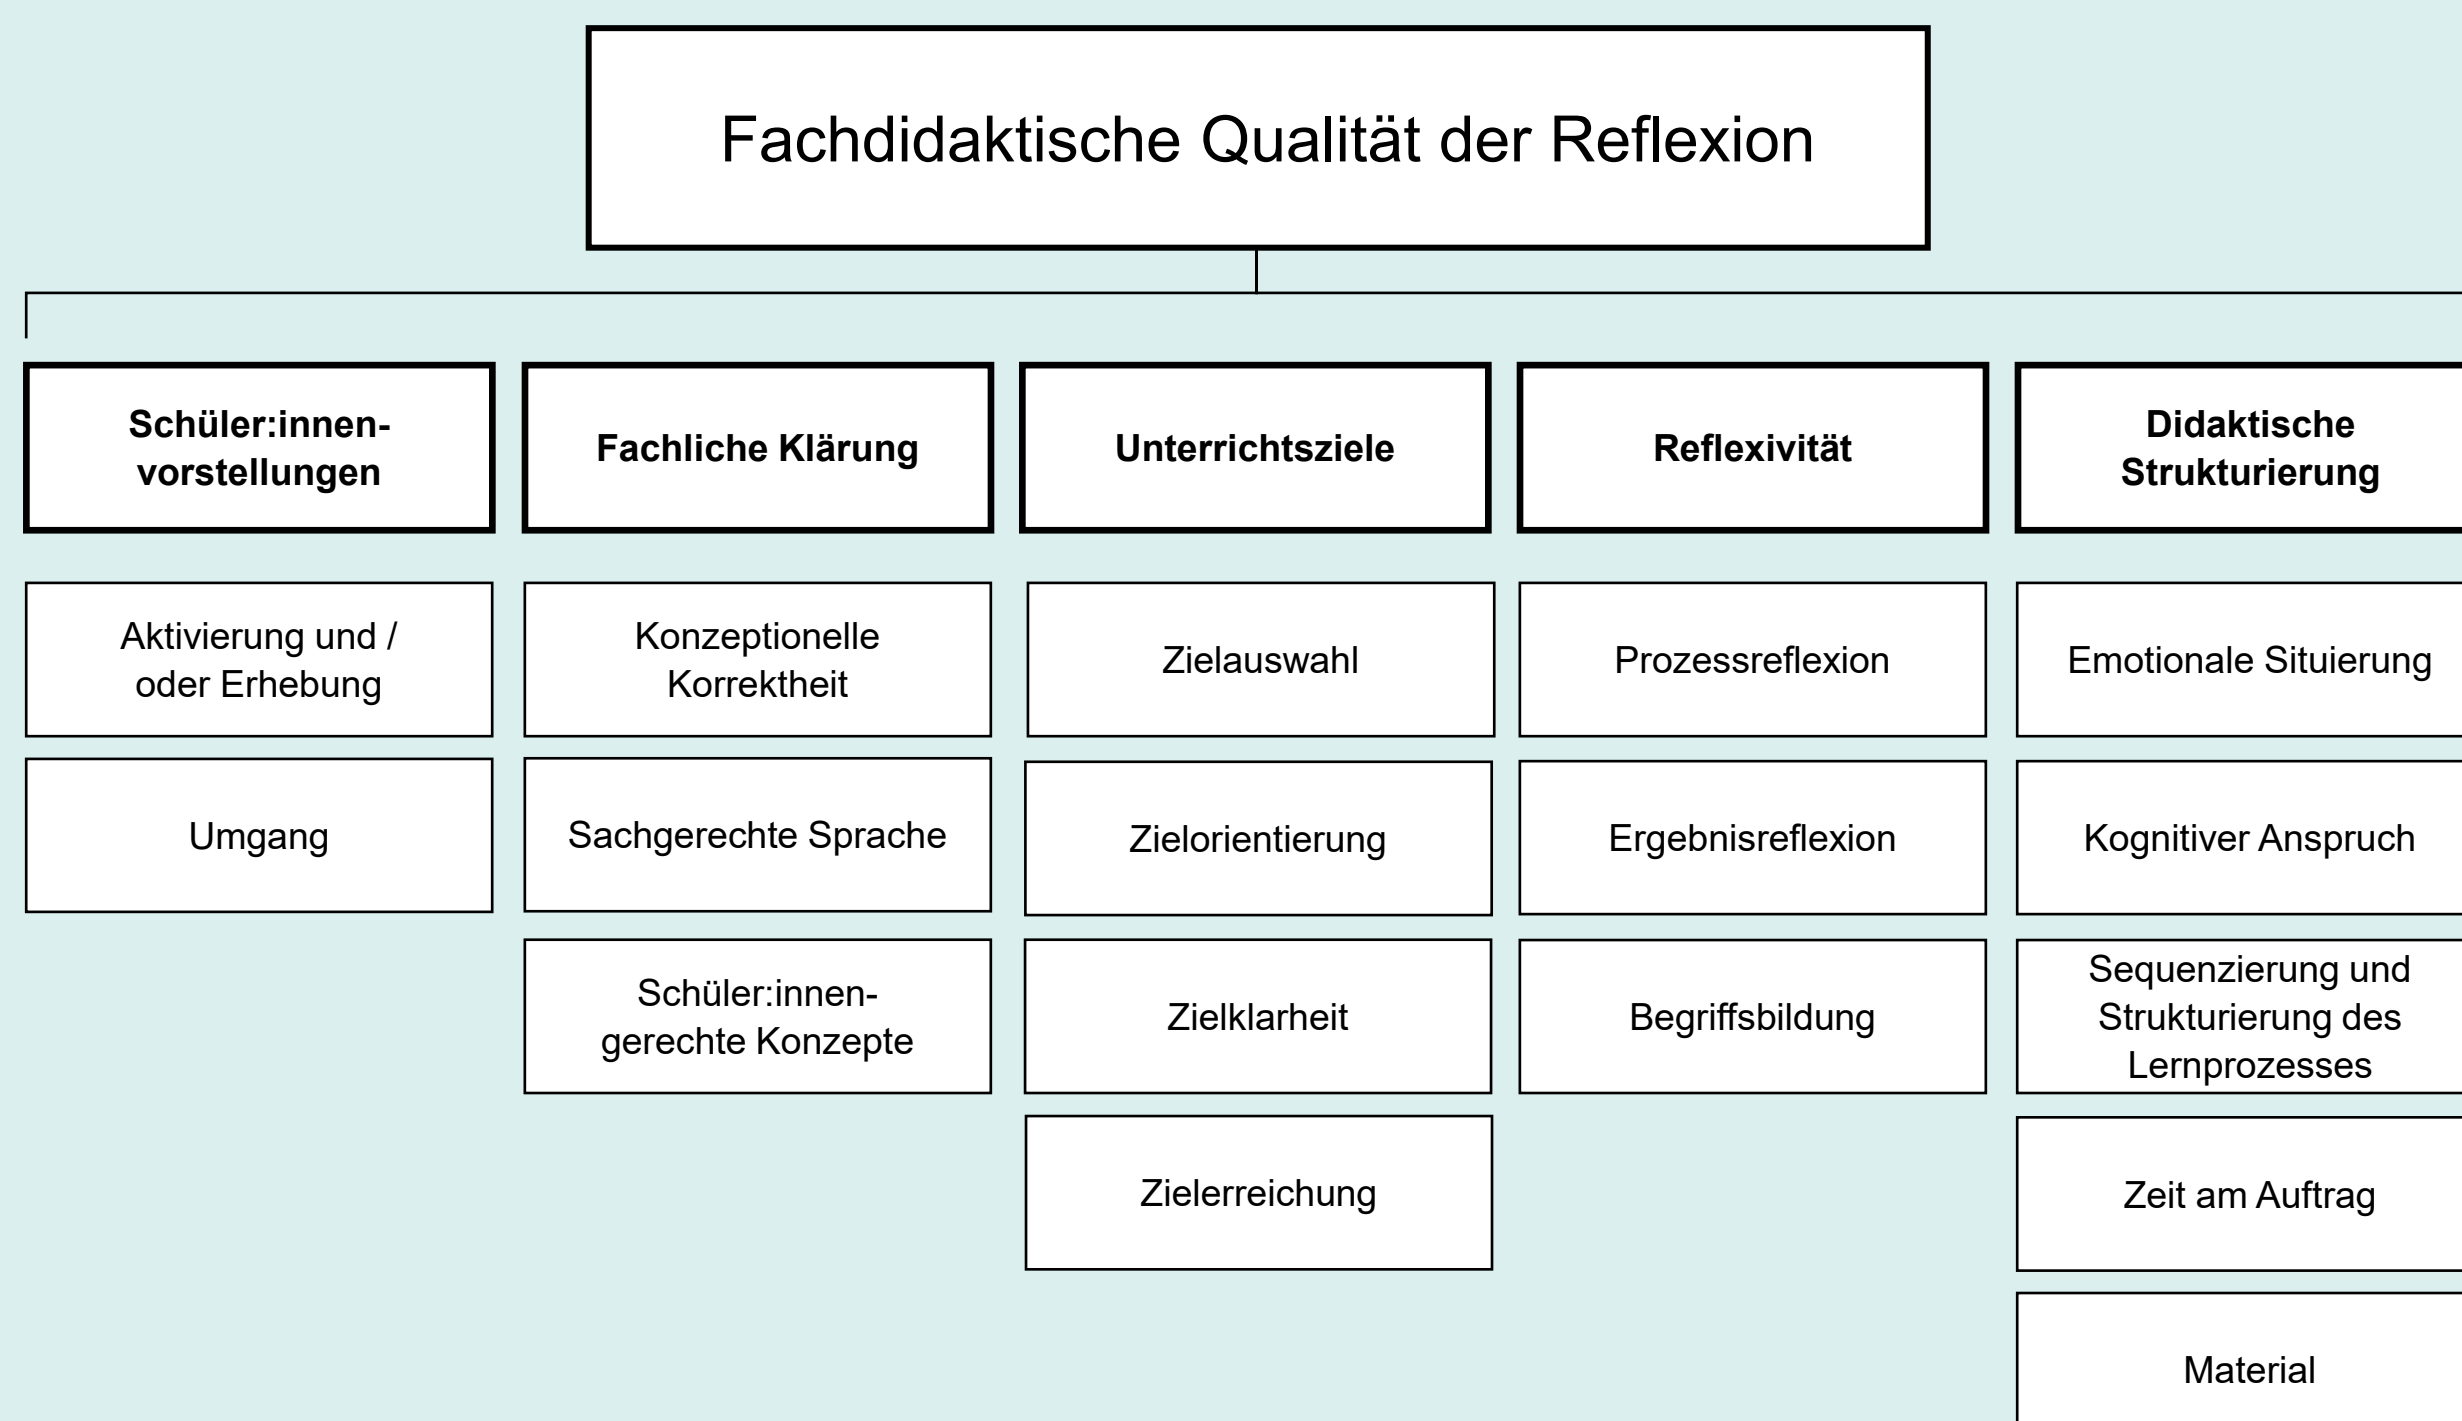 Fachdidaktische Qualität der Reflexion
Schüler:innen-
vorstellungen
Aktivierung und /
oder Erhebung
Umgang
Fachliche Klärung
Konzeptionelle
Korrektheit
Sachgerechte Sprache
Schüler:innen-
gerechte Konzepte
Unterrichtsziele
Zielauswahl
Zielorientierung
Zielklarheit
Zielerreichung
Reflexivität
Prozessreflexion
Ergebnisreflexion
Begriffsbildung
Didaktische
Strukturierung
Emotionale Situierung
Kognitiver Anspruch
Sequenzierung und
Strukturierung des
Lernprozesses
Zeit am Auftrag
Material